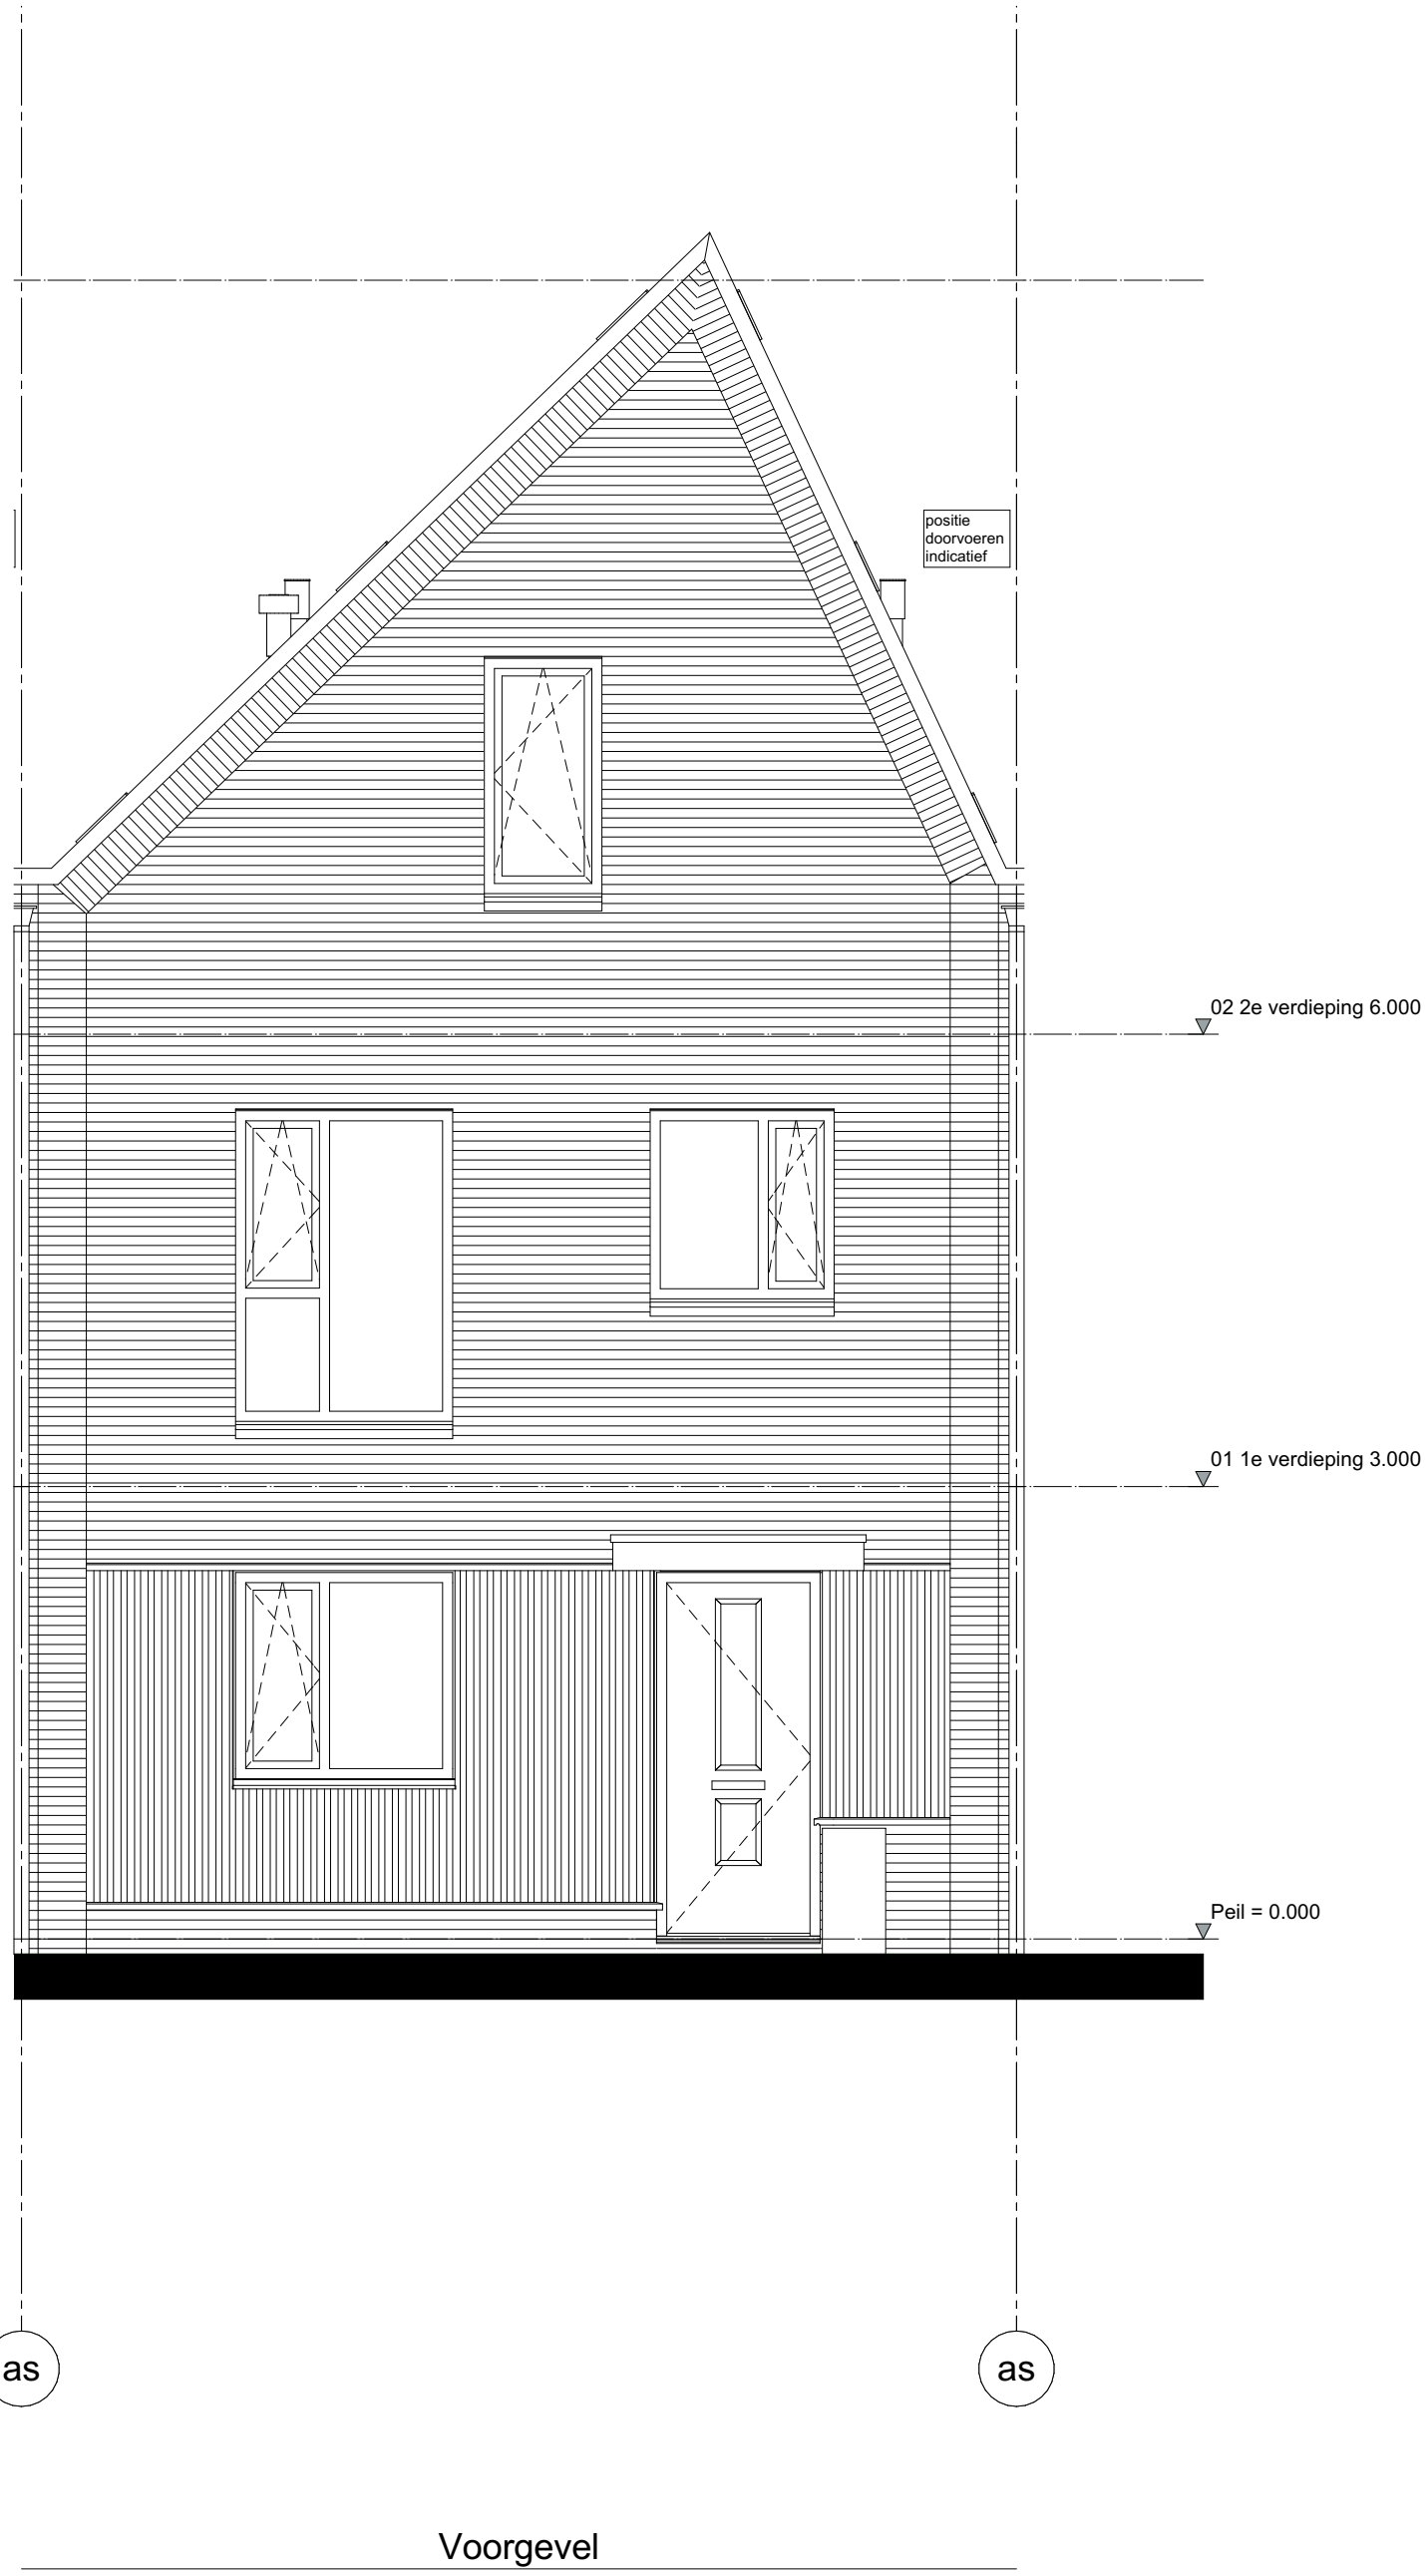 positie
doorvoeren
indicatief
02 2e verdieping 6.000
01 1e verdieping 3.000
Peil = 0.000
as
as
Voorgevel